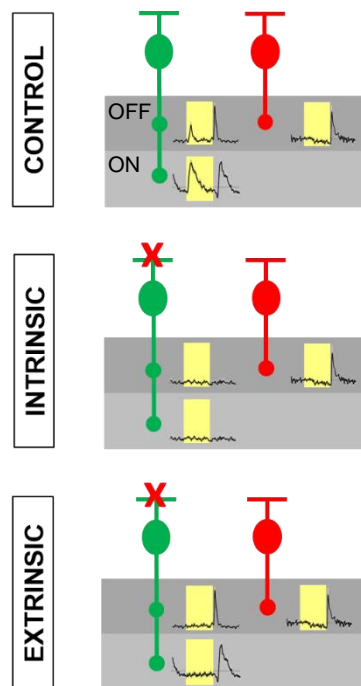 CONTROL
OFF
ON
INTRINSIC
X
EXTRINSIC
X